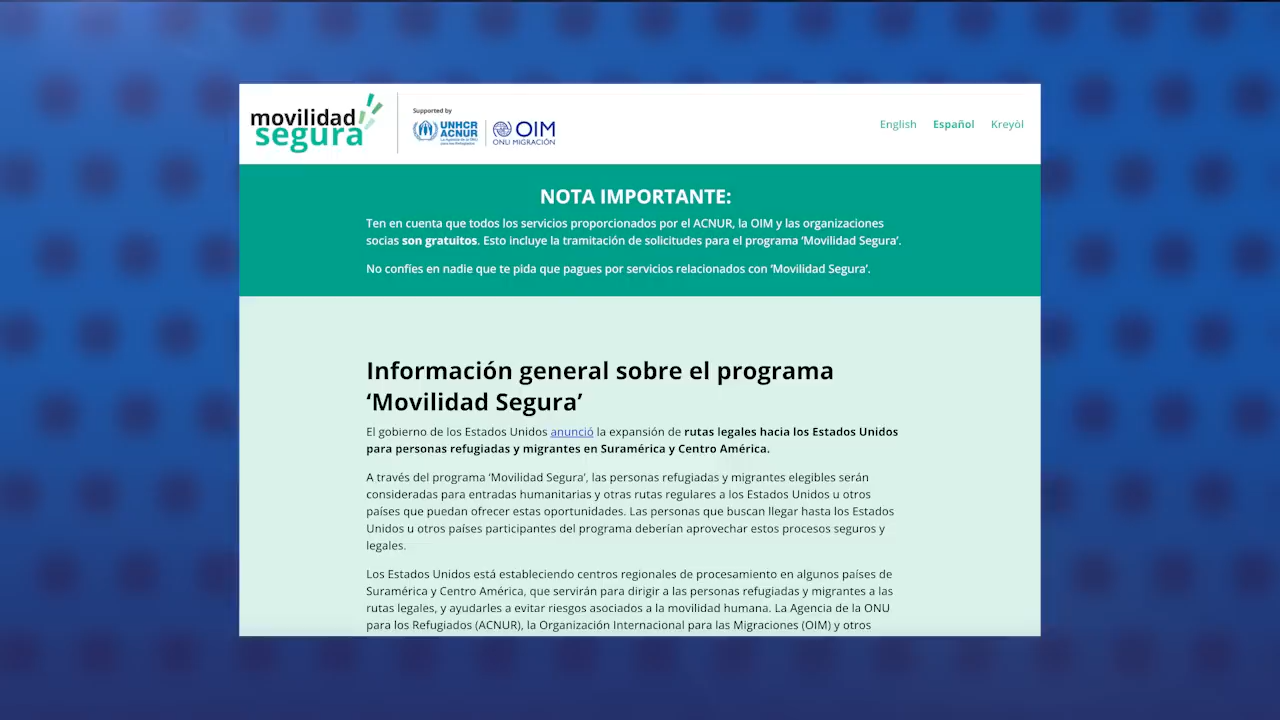 movilidad
segura
Supported by
UNHCR
ACNUR
La Agencia de la ONU
para los Refugiados
OIM
ONU MIGRACIÓN
English Español Kreyòl
NOTA IMPORTANTE:
Ten en cuenta que todos los servicios proporcionados por el ACNUR, la OIM y las organizaciones
socias son gratuitos. Esto incluye la tramitación de solicitudes para el programa ‘Movilidad Segura’.
No confíes en nadie que te pida que pagues por servicios relacionados con ‘Movilidad Segura’.
Información general sobre el programa
‘Movilidad Segura’
El gobierno de los Estados Unidos anunció la expansión de rutas legales hacia los Estados Unidos
para personas refugiadas y migrantes en Suramérica y Centro América.
A través del programa ‘Movilidad Segura’, las personas refugiadas y migrantes elegibles serán
consideradas para entradas humanitarias y otras rutas regulares a los Estados Unidos u otros
países que puedan ofrecer estas oportunidades. Las personas que buscan llegar hasta los Estados
Unidos u otros países participantes del programa deberían aprovechar estos procesos seguros y
legales.
Los Estados Unidos está estableciendo centros regionales de procesamiento en algunos países de
Suramérica y Centro América, que servirán para dirigir a las personas refugiadas y migrantes a las
rutas legales, y ayudarles a evitar riesgos asociados a la movilidad humana. La Agencia de la ONU
para los Refugiados (ACNUR), la Organización Internacional para las Migraciones (OIM) y otros